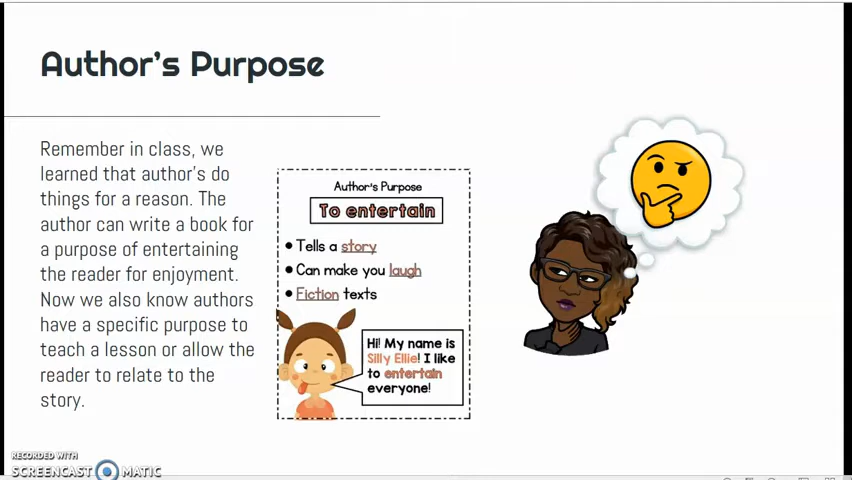 Author's Purpose
Remember in class, we
learned that author's do
things for a reason. The
author can write a book for
a purpose of entertaining
the reader for enjoyment.
Now we also know authors
have a specific purpose to
teach a lesson or allow the
reader to relate to the
story.
Author's Purpose
To entertain
• Tells a story
• Can make you laugh
• Fiction texts
Hi! My name is
Silly Ellie! I like
to entertain
everyone!
RECORDED WITH
SCREENCAST MATIC